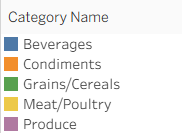 Category Name
Beverages
Condiments
Grains/Cereals
Meat/Poultry
Produce